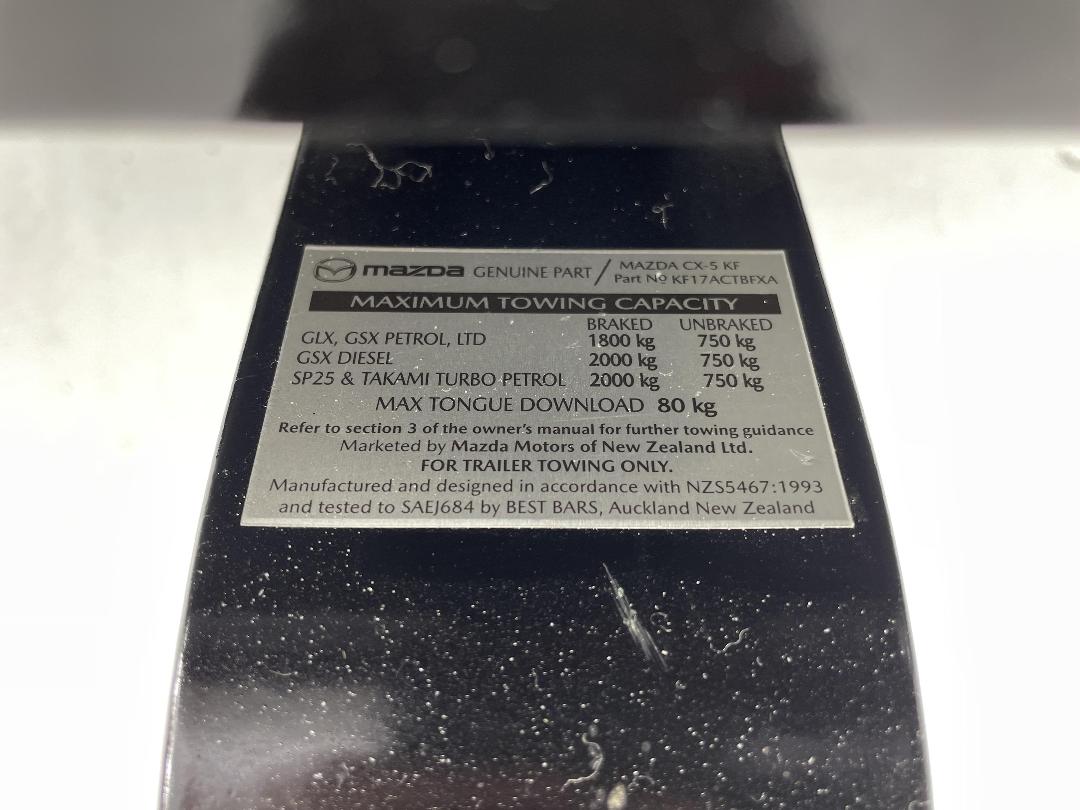 mazda GENUINE PART / MAZDA CX-5 KF
Part No KF17ACTBFXA
MAXIMUM TOWING CAPACITY
BRAKED UNBRAKED
GLX, GSX PETROL, LTD 1800 kg 750 kg
GSX DIESEL 2000 kg 750 kg
SP25 & TAKAMI TURBO PETROL 2000 kg 750 kg
MAX TONGUE DOWNLOAD 80 kg
Refer to section 3 of the owner's manual for further towing guidance
Marketed by Mazda Motors of New Zealand Ltd.
FOR TRAILER TOWING ONLY.
Manufactured and designed in accordance with NZS5467:1993
and tested to SAEJ684 by BEST BARS, Auckland New Zealand